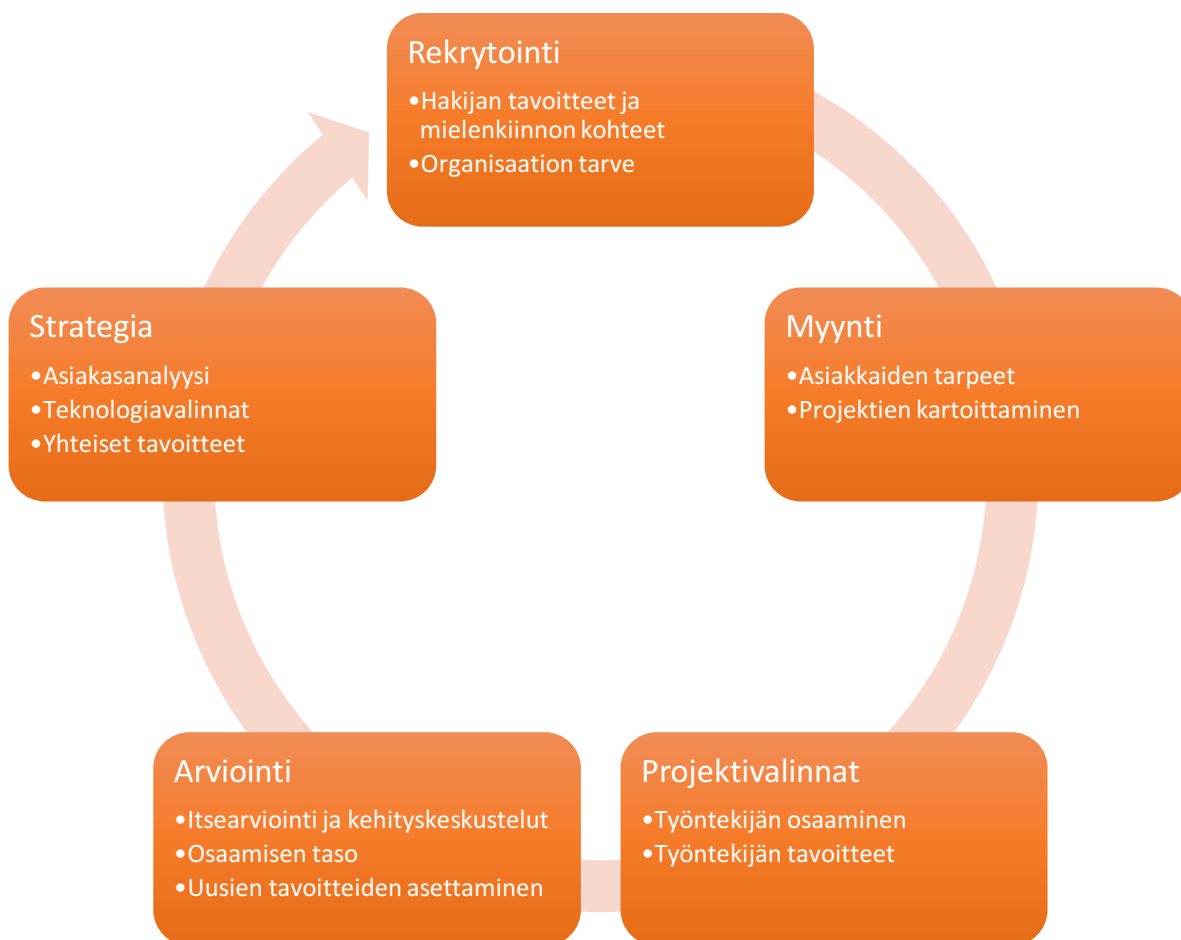 Rekrytointi
•Hakijan tavoitteet ja
mielenkiinnon kohteet
•Organisaation tarve
Myynti
•Asiakkaiden tarpeet
•Projektien kartoittaminen
Projektivalinnat
•Työntekijän osaaminen
•Työntekijän tavoitteet
Arviointi
•Itsearviointi ja kehityskeskustelut
•Osaamisen taso
•Uusien tavoitteiden asettaminen
Strategia
•Asiakasanalyysi
•Teknologiavalinnat
•Yhteiset tavoitteet